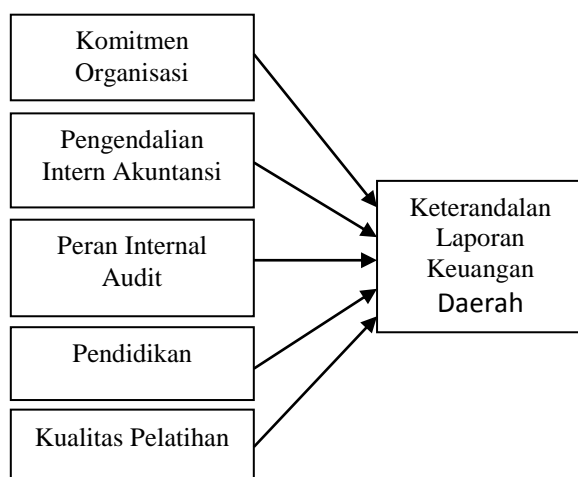 Komitmen
Organisasi
Pengendalian
Intern Akuntansi
Peran Internal
Audit
Pendidikan
Kualitas Pelatihan
Keterandalan
Laporan
Keuangan
Daerah